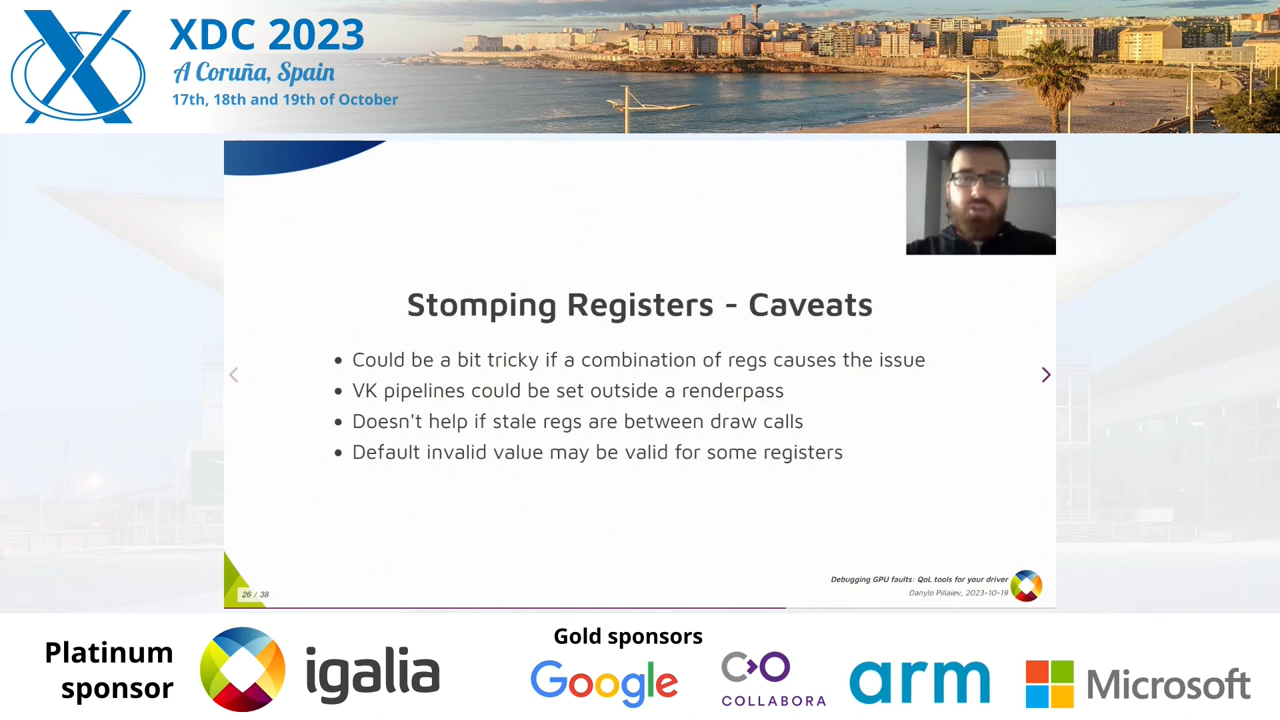 XDC 2023
A Coruña, Spain
17th, 18th and 19th of October
Stomping Registers - Caveats
• Could be a bit tricky if a combination of regs causes the issue
• VK pipelines could be set outside a renderpass
• Doesn't help if stale regs are between draw calls
• Default invalid value may be valid for some registers
26 / 38
Debugging GPU faults: QoL tools for your driver
Danylo Piliaiev, 2023-10-19
Platinum
sponsor
igalia
Gold sponsors
Google
COLLABORA
arm
Microsoft